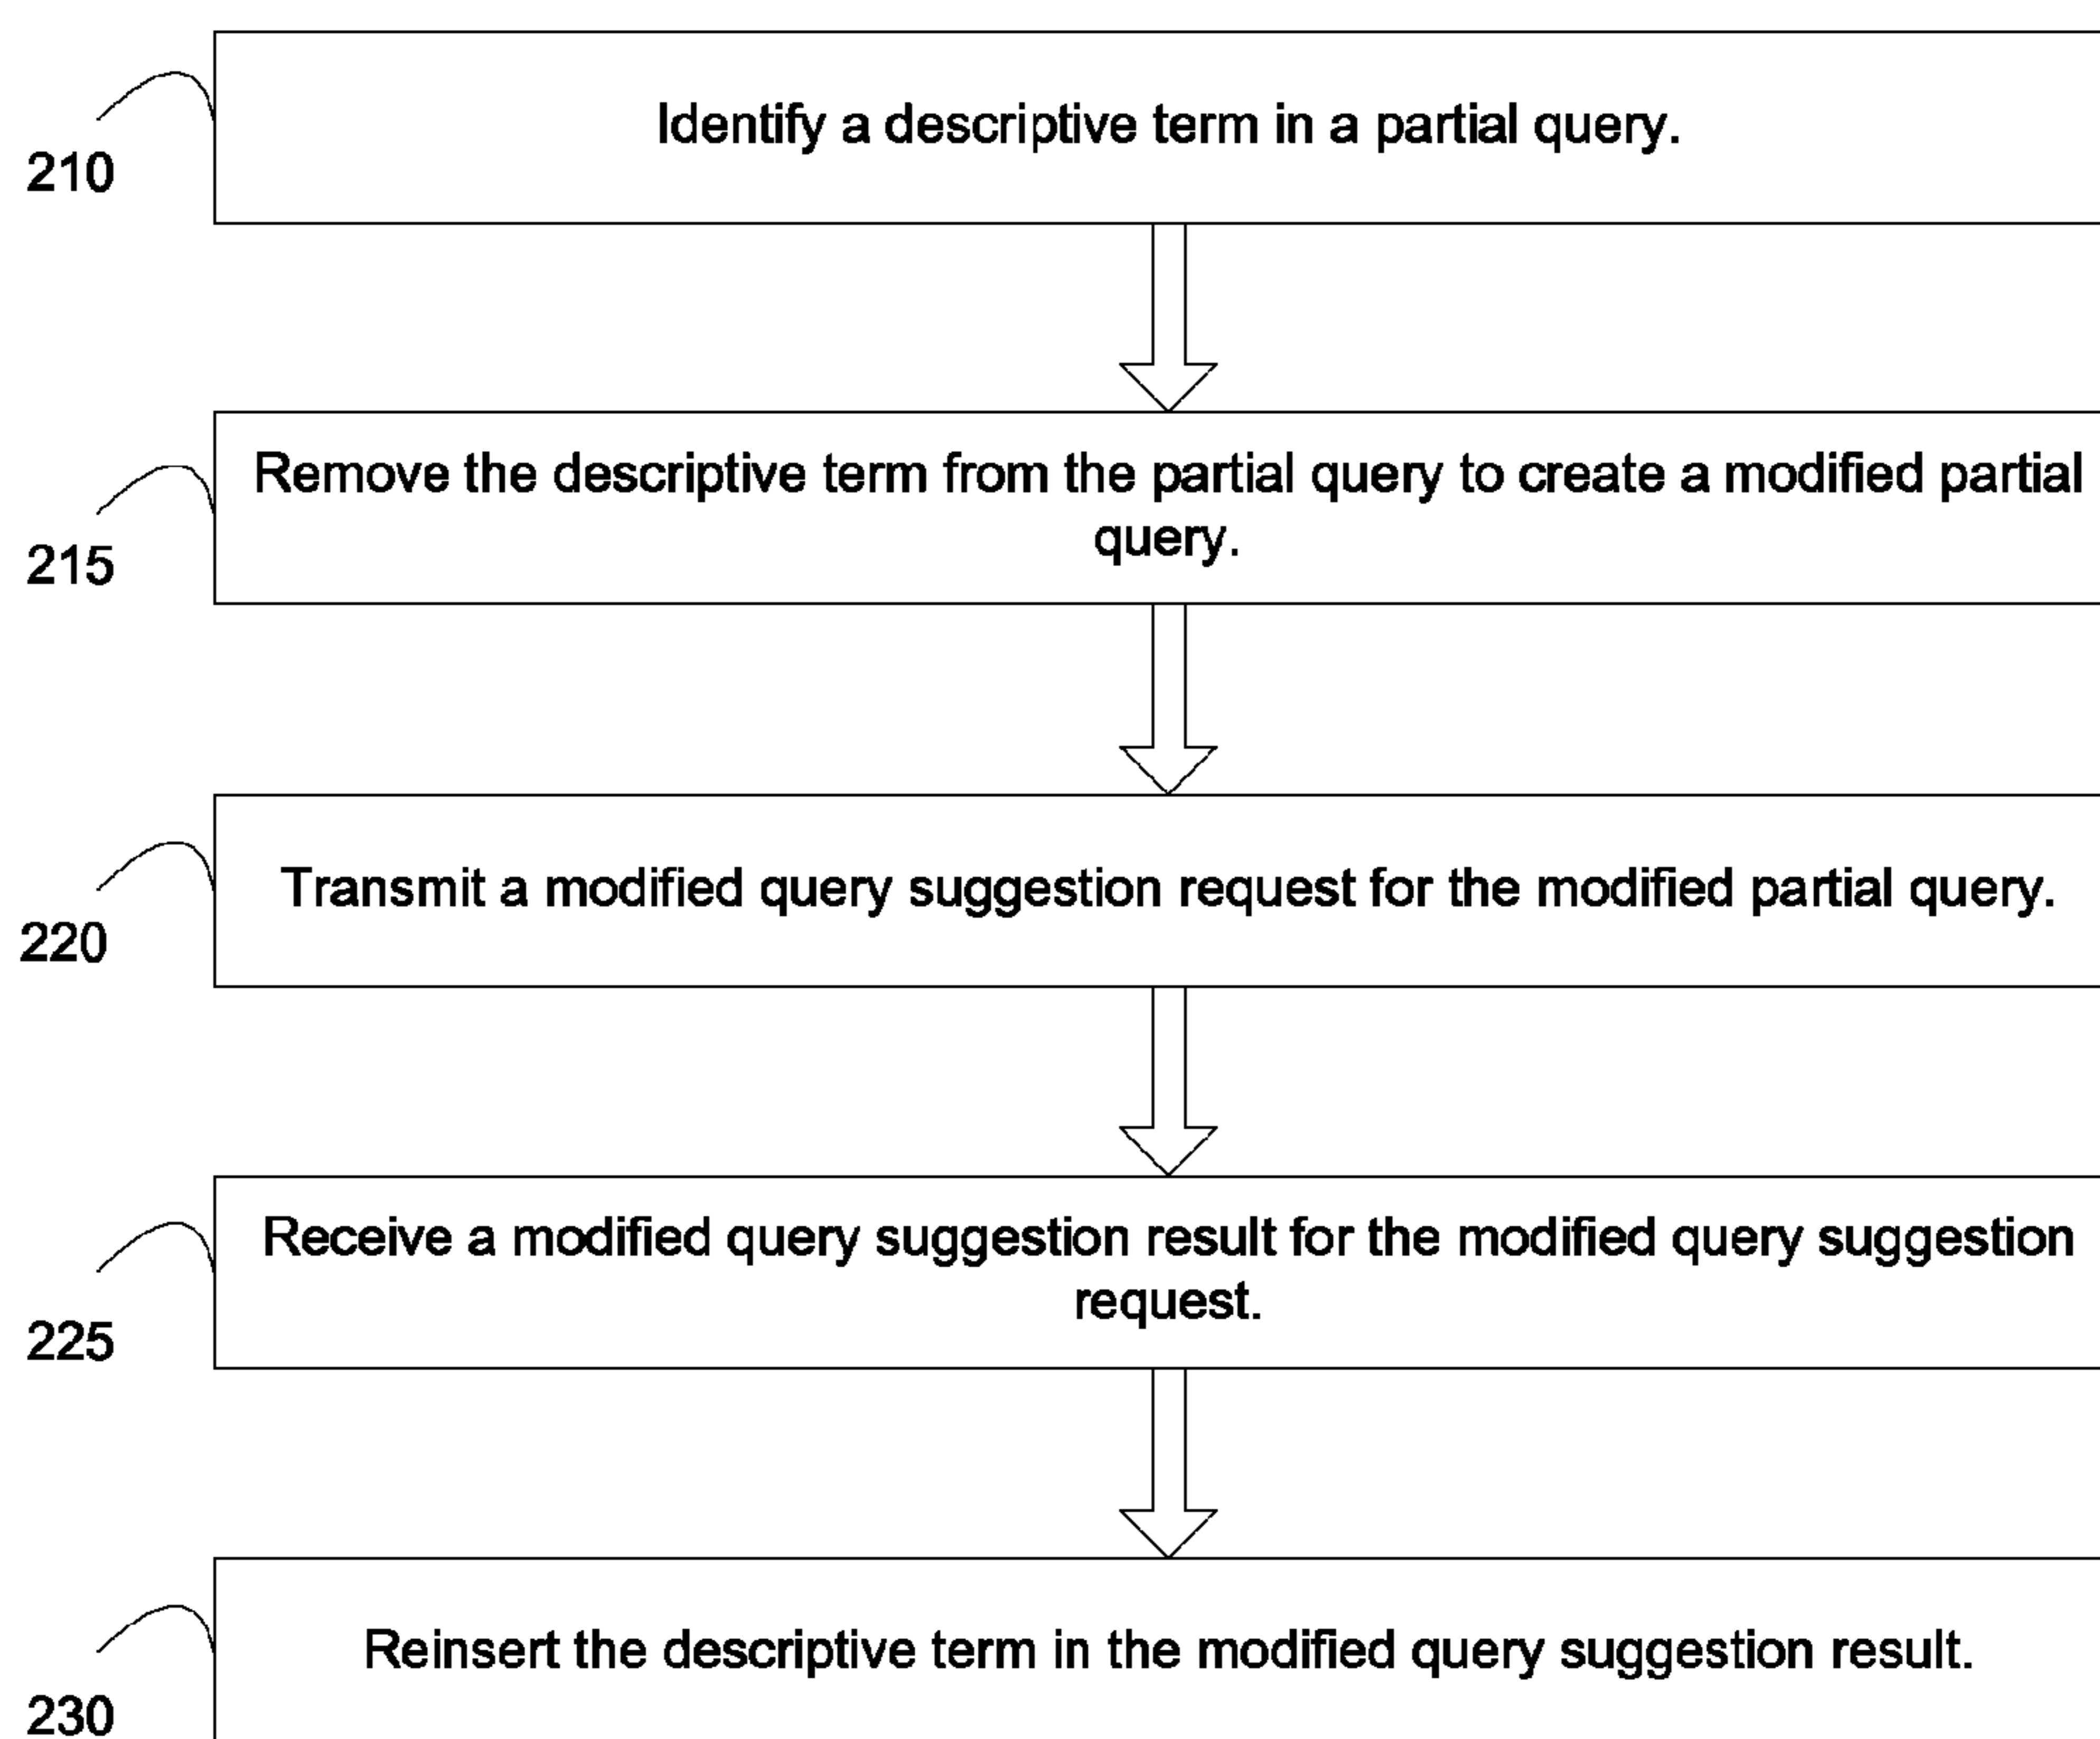 Identify a descriptive term in a partial query.
210
Remove the descriptive term from the partial query to create a modified partial
query.
215
Transmit a modified query suggestion request for the modified partial query.
220
Receive a modified query suggestion result for the modified query suggestion
request.
225
Reinsert the descriptive term in the modified query suggestion result.
230